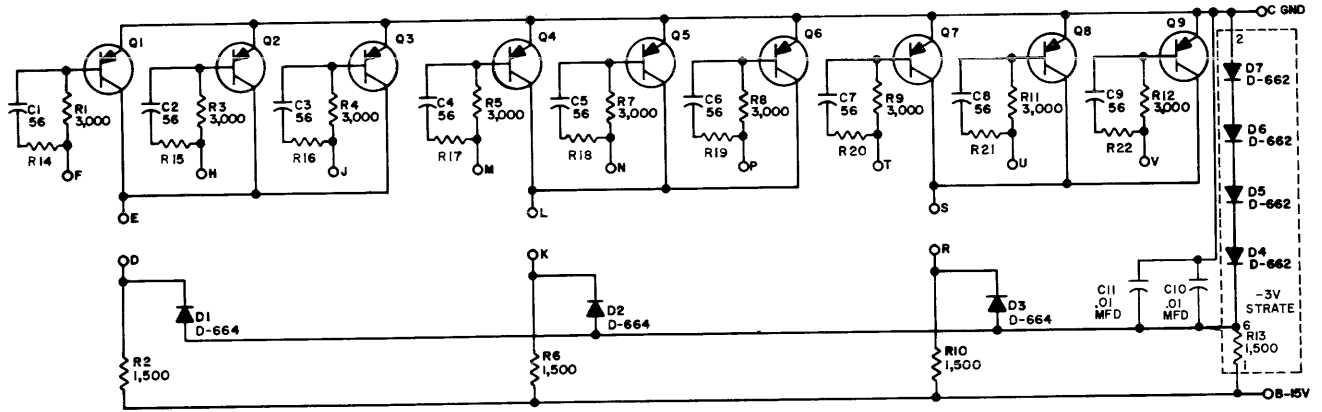 Q1
Q2
Q3
Q4
Q5
Q6
Q7
Q8
Q9
C GND
2
D7
D-662
D6
D-662
D5
D-662
D4
D-662
-3V
STRATE
6
R13
1,500
1
B-15V
C1
56
R1
3,000
R14
F
C2
56
R3
3,000
R15
H
C3
56
R4
3,000
R16
J
C4
56
R5
3,000
R17
M
C5
56
R7
3,000
R18
N
C6
56
R8
3,000
R19
P
C7
56
R9
3,000
R20
T
C8
56
R11
3,000
R21
U
C9
56
R12
3,000
R22
V
E
L
S
D
K
R
D1
D-664
D2
D-664
D3
D-664
C11
.01
MFD
C10
.01
MFD
R2
1,500
R6
1,500
R10
1,500